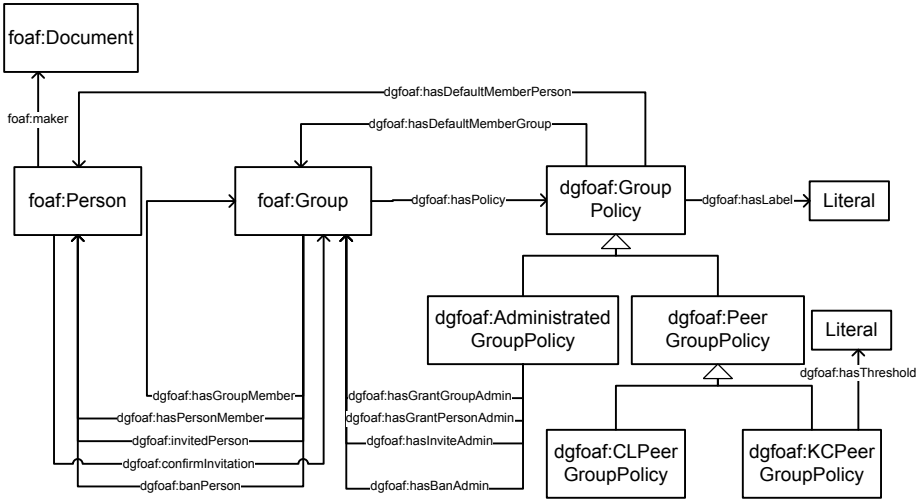 foaf:Document
foaf:maker
dgfoaf:hasDefaultMemberPerson
dgfoaf:hasDefaultMemberGroup
foaf:Person
foaf:Group
dgfoaf:hasPolicy
dgfoaf:Group
Policy
dgfoaf:hasLabel
Literal
dgfoaf:Administrated
GroupPolicy
dgfoaf:Peer
GroupPolicy
Literal
dgfoaf:hasThreshold
dgfoaf:hasGroupMember
dgfoaf:hasPersonMember
dgfoaf:invitedPerson
dgfoaf:confirmInvitation
dgfoaf:banPerson
dgfoaf:hasGrantGroupAdmin
dgfoaf:hasGrantPersonAdmin
dgfoaf:hasInviteAdmin
dgfoaf:hasBanAdmin
dgfoaf:CLPeer
GroupPolicy
dgfoaf:KCPeer
GroupPolicy